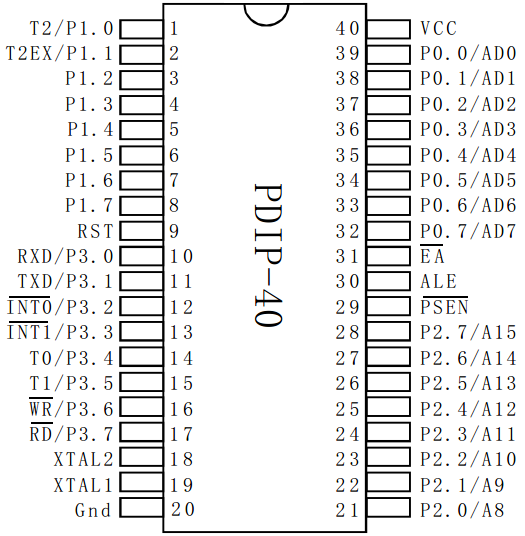 T2/P1.0 1 40 VCC
T2EX/P1.1 2 39 P0.0/AD0
P1.2 3 38 P0.1/AD1
P1.3 4 37 P0.2/AD2
P1.4 5 36 P0.3/AD3
P1.5 6 35 P0.4/AD4
P1.6 7 34 P0.5/AD5
P1.7 8 33 P0.6/AD6
RST 9 32 P0.7/AD7
RXD/P3.0 10 31 E̅A̅
TXD/P3.1 11 30 ALE
I̅N̅T̅0̅/P3.2 12 29 P̅S̅E̅N̅
I̅N̅T̅1̅/P3.3 13 28 P2.7/A15
T0/P3.4 14 27 P2.6/A14
T1/P3.5 15 26 P2.5/A13
W̅R̅/P3.6 16 25 P2.4/A12
R̅D̅/P3.7 17 24 P2.3/A11
XTAL2 18 23 P2.2/A10
XTAL1 19 22 P2.1/A9
Gnd 20 21 P2.0/A8
PDIP-40